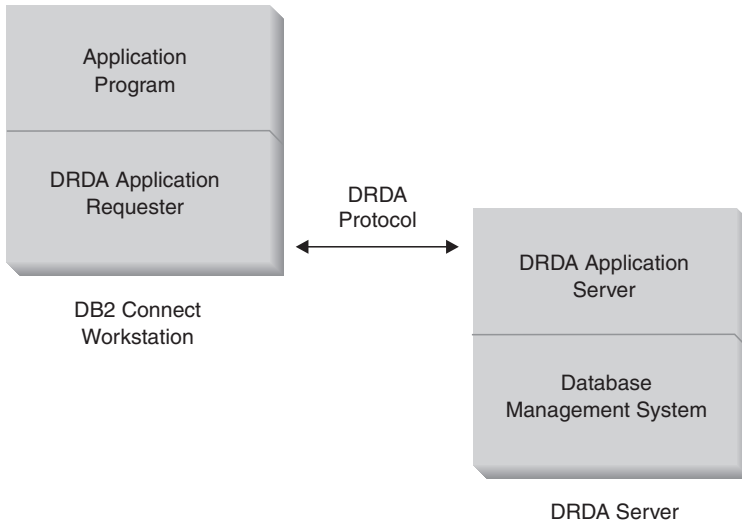 Application
Program
DRDA Application
Requester
DB2 Connect
Workstation
DRDA
Protocol
DRDA Application
Server
Database
Management System
DRDA Server